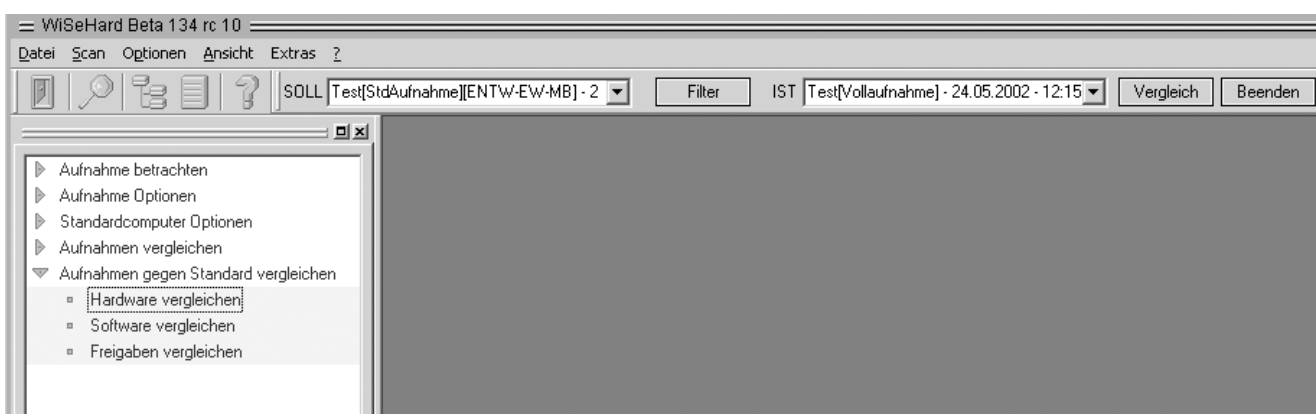 WiSeHard Beta 134 rc 10
Datei Scan Optionen Ansicht Extras ?
SOLL Test[StdAufnahme][ENTW-EW-MB] - 2 Filter IST Test[Vollaufnahme] - 24.05.2002 - 12:15 Vergleich Beenden
Aufnahme betrachten
Aufnahme Optionen
Standardcomputer Optionen
Aufnahmen vergleichen
Aufnahmen gegen Standard vergleichen
Hardware vergleichen
Software vergleichen
Freigaben vergleichen